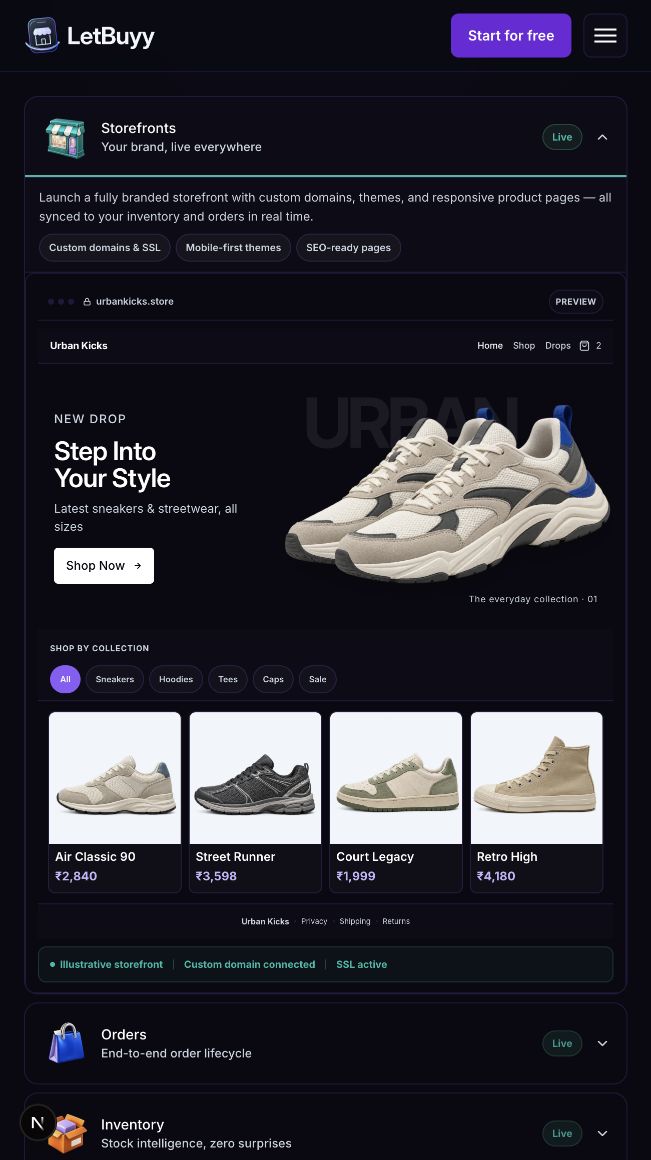 LetBuyy
Start for free
Storefronts
Your brand, live everywhere
Live
Launch a fully branded storefront with custom domains, themes, and responsive product pages — all
synced to your inventory and orders in real time.
Custom domains & SSL
Mobile-first themes
SEO-ready pages
urbankicks.store
PREVIEW
Urban Kicks
Home Shop Drops 2
URBAN
NEW DROP
Step Into
Your Style
Latest sneakers & streetwear, all
sizes
Shop Now →
The everyday collection · 01
SHOP BY COLLECTION
All Sneakers Hoodies Tees Caps Sale
Air Classic 90
₹2,840
Street Runner
₹3,598
Court Legacy
₹1,999
Retro High
₹4,180
Urban Kicks · Privacy · Shipping · Returns
Illustrative storefront | Custom domain connected | SSL active
Orders
End-to-end order lifecycle
Live
N
Inventory
Stock intelligence, zero surprises
Live